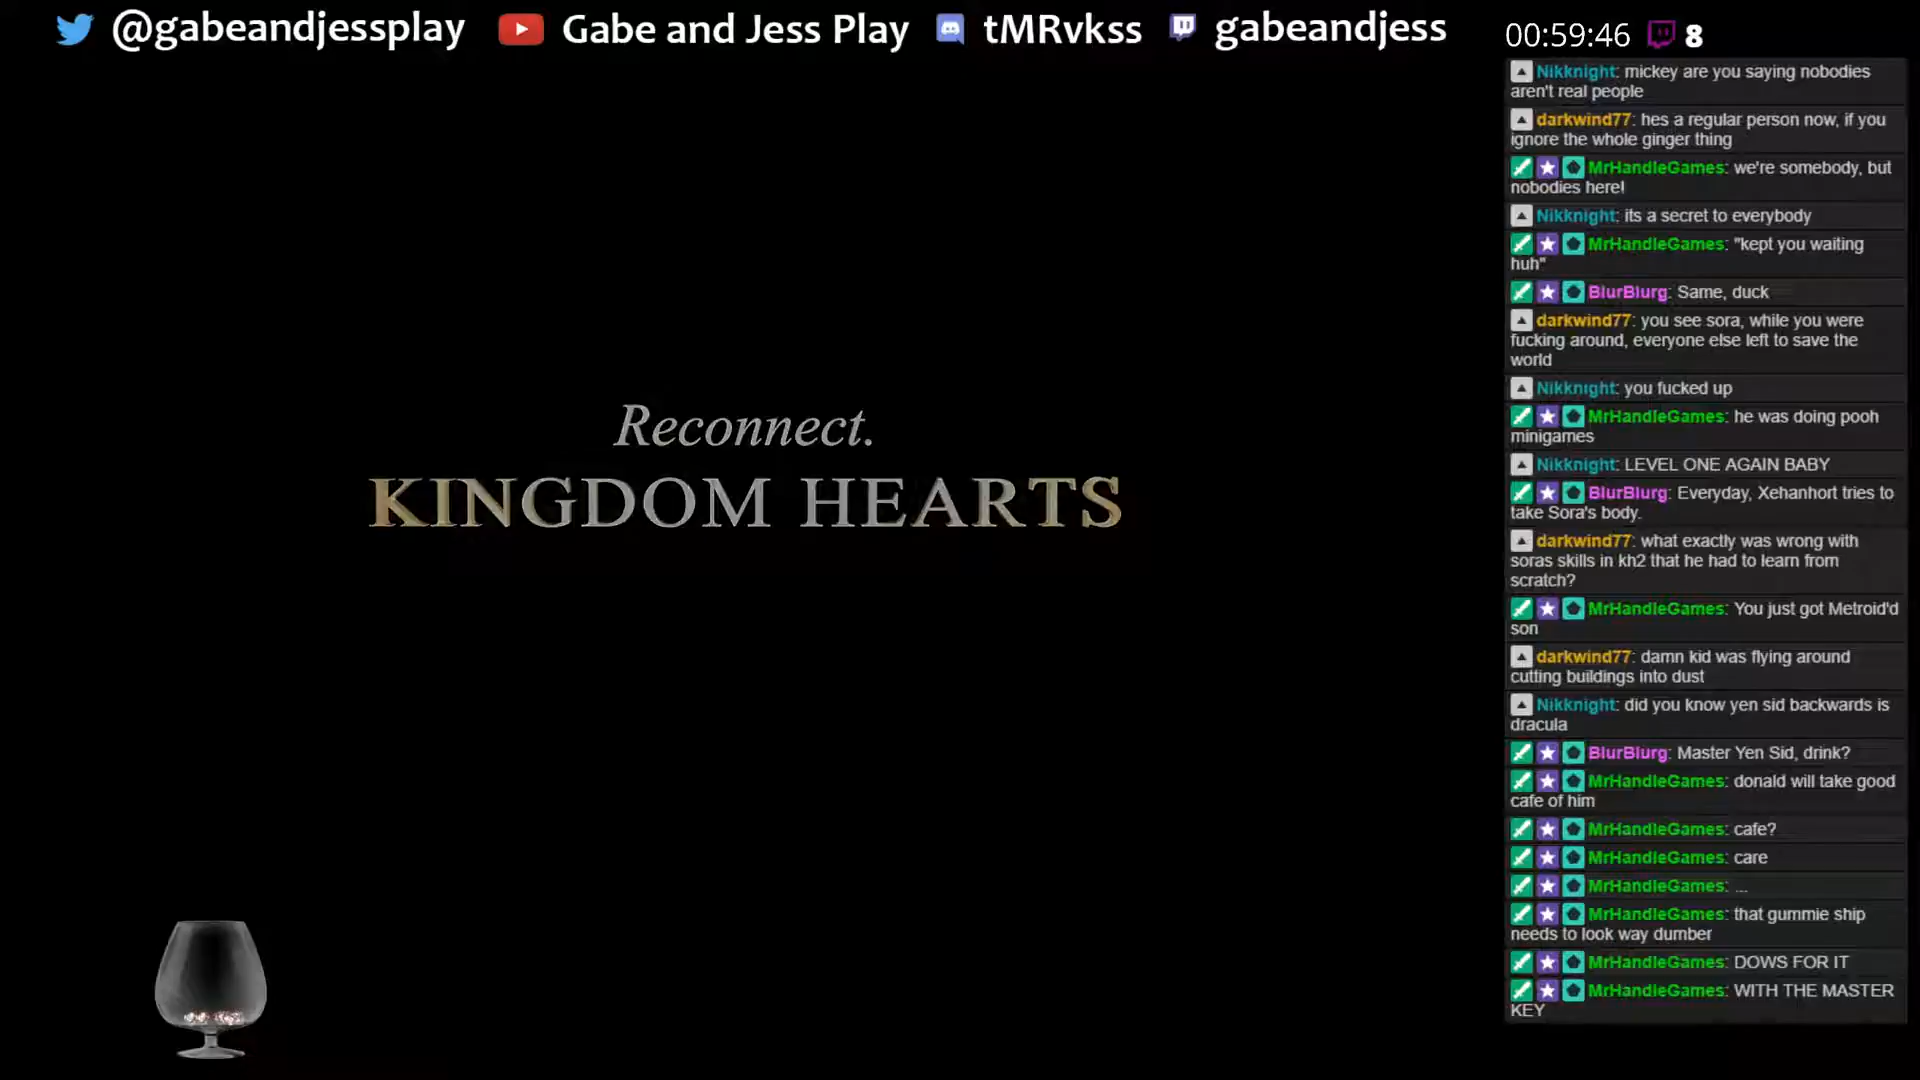 @gabeandjessplay Gabe and Jess Play tMRvkss gabeandjess
00:59:46 8
Nikknight: mickey are you saying nobodies
aren't real people
darkwind77: hes a regular person now, if you
ignore the whole ginger thing
MrHandleGames: we're somebody, but
nobodies here!
Nikknight: its a secret to everybody
MrHandleGames: "kept you waiting
huh"
BlurBlurg: Same, duck
darkwind77: you see sora, while you were
fucking around, everyone else left to save the
world
Nikknight: you fucked up
MrHandleGames: he was doing pooh
minigames
Nikknight: LEVEL ONE AGAIN BABY
BlurBlurg: Everyday, Xehanhort tries to
take Sora's body.
darkwind77: what exactly was wrong with
soras skills in kh2 that he had to learn from
scratch?
MrHandleGames: You just got Metroid'd
son
darkwind77: damn kid was flying around
cutting buildings into dust
Nikknight: did you know yen sid backwards is
dracula
BlurBlurg: Master Yen Sid, drink?
MrHandleGames: donald will take good
cafe of him
MrHandleGames: cafe?
MrHandleGames: care
MrHandleGames: ...
MrHandleGames: that gummie ship
needs to look way dumber
MrHandleGames: DOWS FOR IT
MrHandleGames: WITH THE MASTER
KEY
Reconnect.
KINGDOM HEARTS